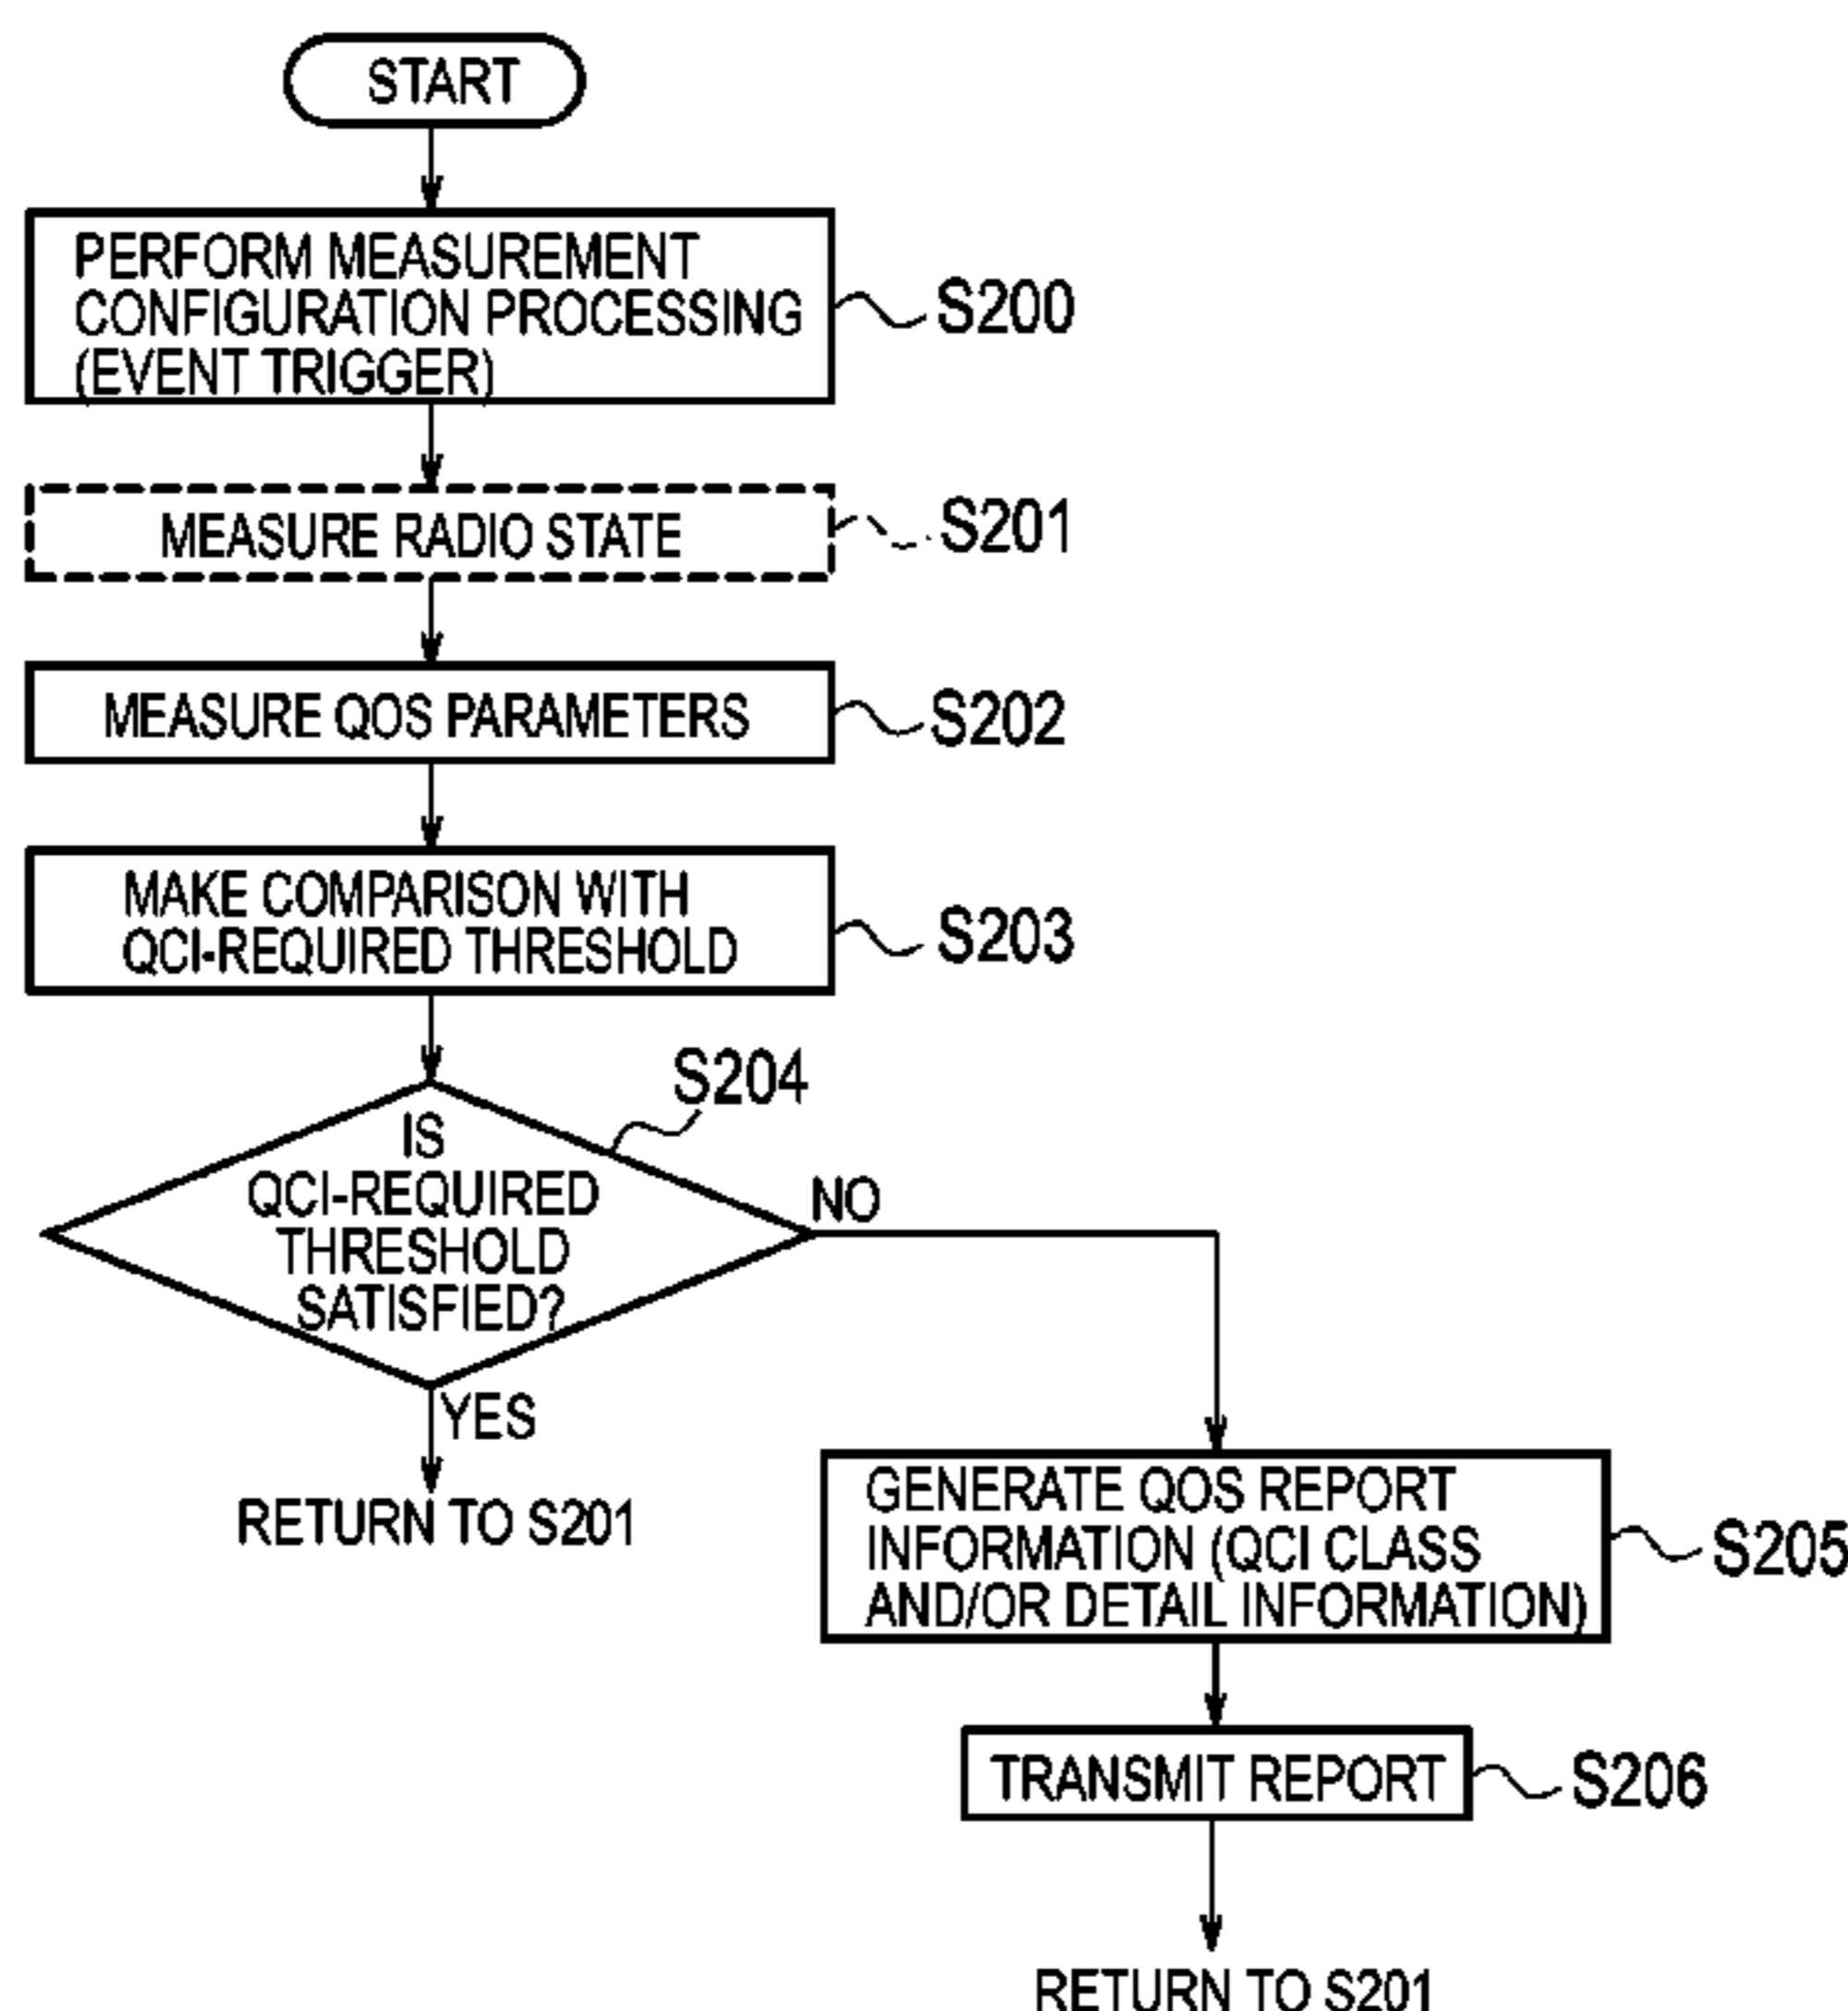 START
PERFORM MEASUREMENT
CONFIGURATION PROCESSING
(EVENT TRIGGER)
S200
MEASURE RADIO STATE
S201
MEASURE QOS PARAMETERS
S202
MAKE COMPARISON WITH
QCI-REQUIRED THRESHOLD
S203
S204
IS
QCI-REQUIRED
THRESHOLD
SATISFIED?
NO
YES
RETURN TO S201
GENERATE QOS REPORT
INFORMATION (QCI CLASS
AND/OR DETAIL INFORMATION)
S205
TRANSMIT REPORT
S206
RETURN TO S201